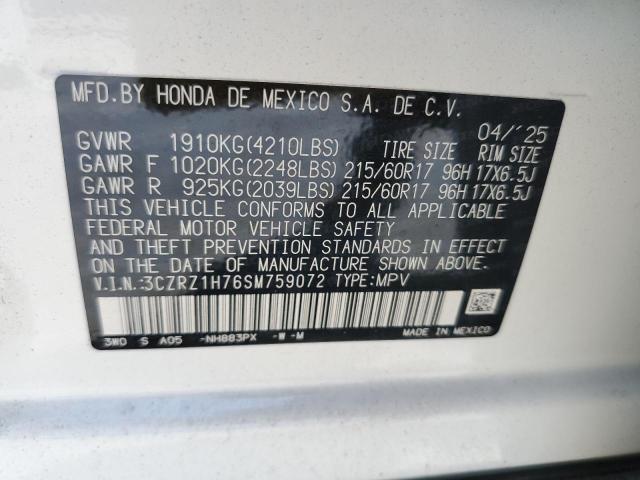 MFD.BY HONDA DE MEXICO S.A. DE C.V.
04/'25
GVWR 1910KG(4210LBS) TIRE SIZE RIM SIZE
GAWR F 1020KG(2248LBS) 215/60R17 96H 17X6.5J
GAWR R 925KG(2039LBS) 215/60R17 96H 17X6.5J
THIS VEHICLE CONFORMS TO ALL APPLICABLE
FEDERAL MOTOR VEHICLE SAFETY
AND THEFT PREVENTION STANDARDS IN EFFECT
ON THE DATE OF MANUFACTURE SHOWN ABOVE.
V.I.N.:3CZRZ1H76SM759072 TYPE:MPV
3W0 S A05 -NH883PX -W -M MADE IN MEXICO